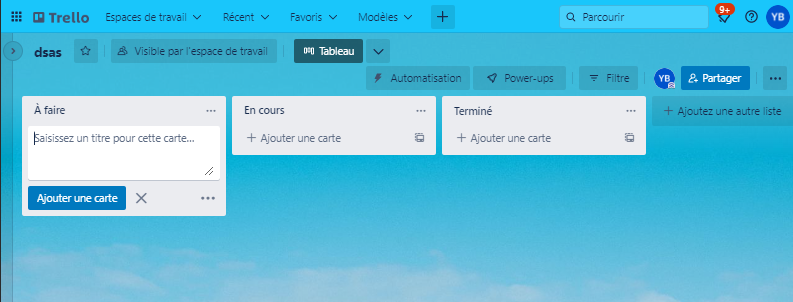 Trello Espaces de travail Récent Favoris Modèles Parcourir 9+ YB
dsas Visible par l'espace de travail Tableau
Automatisation Power-ups Filtre YB Partager
À faire
Saisissez un titre pour cette carte…
Ajouter une carte
En cours
Ajouter une carte
Terminé
Ajouter une carte
Ajoutez une autre liste